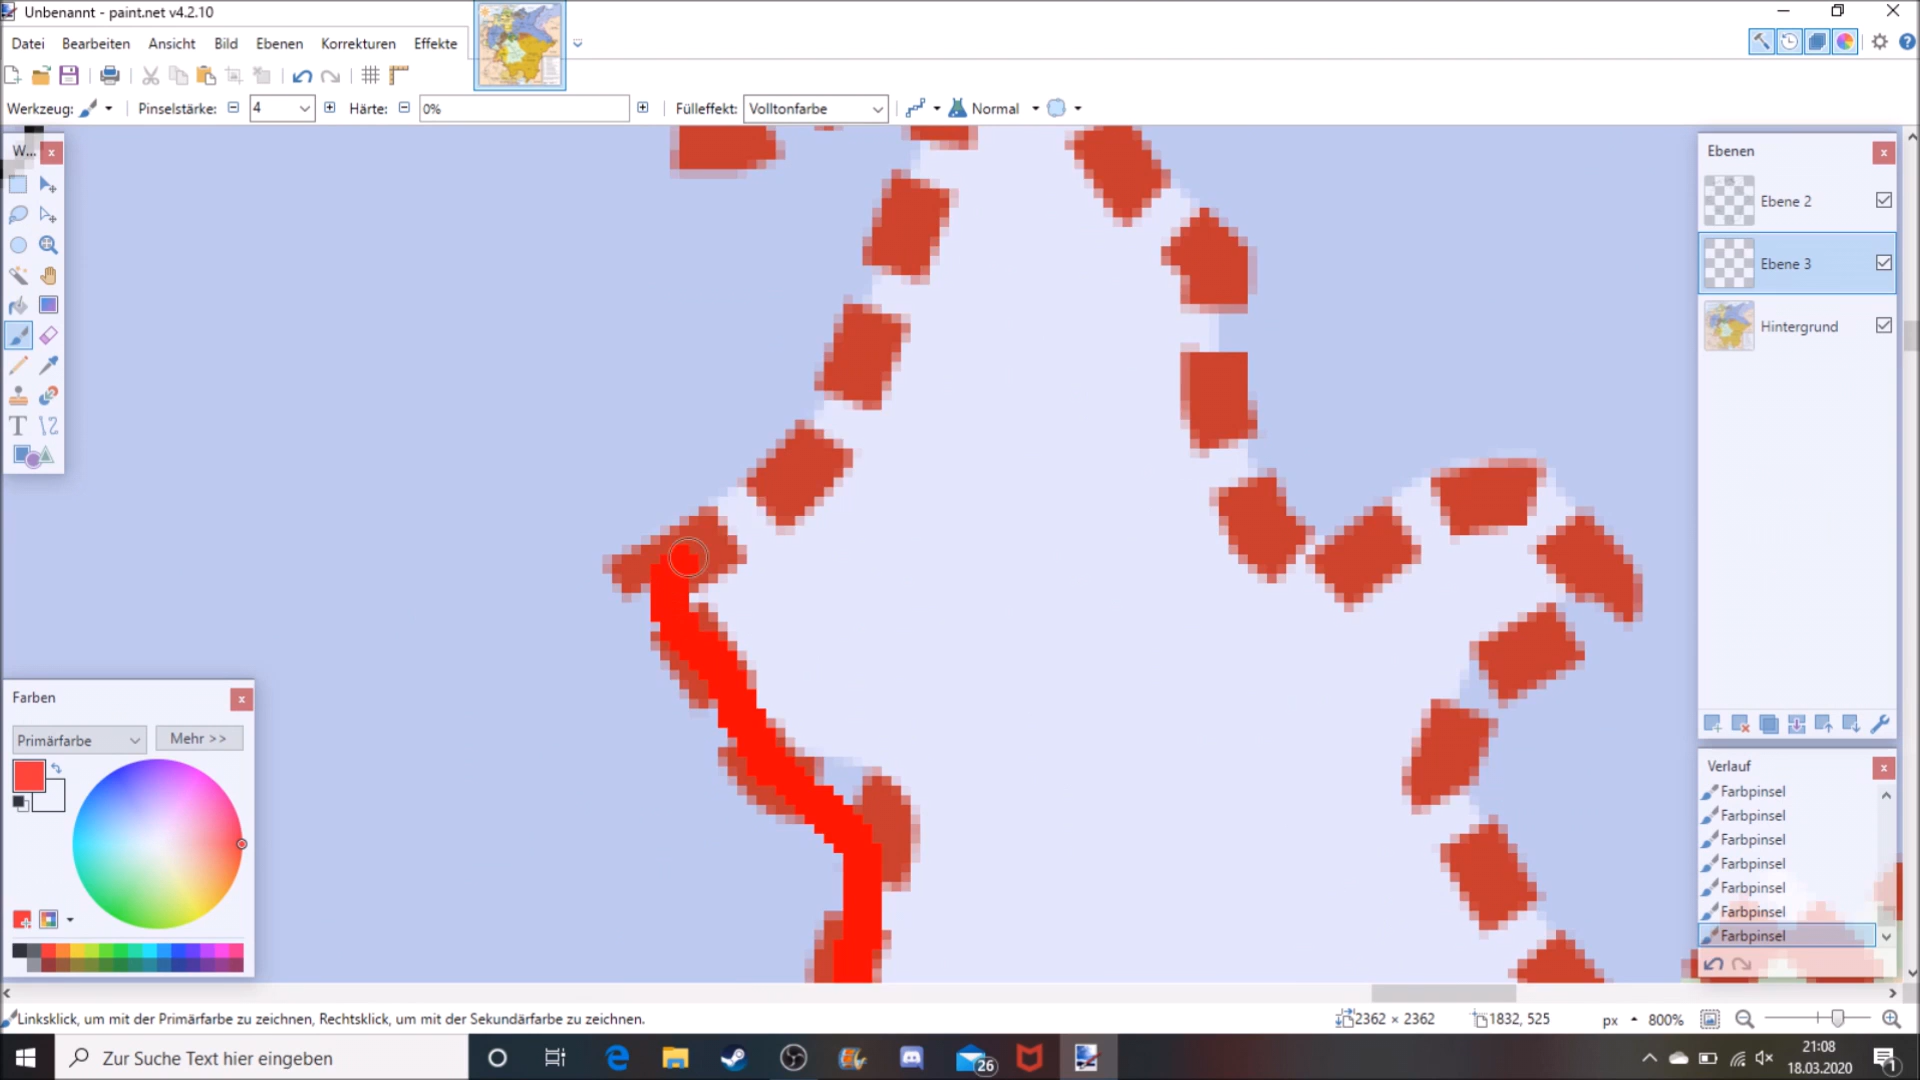 Unbenannt - paint.net v4.2.10
Datei Bearbeiten Ansicht Bild Ebenen Korrekturen Effekte
Werkzeug: Pinselstärke: 4 Härte: 0% Fülleffekt: Volltonfarbe Normal
W...
Ebenen
Ebene 2
Ebene 3
Hintergrund
Farben
Primärfarbe Mehr >>
Verlauf
Farbpinsel
Farbpinsel
Farbpinsel
Farbpinsel
Farbpinsel
Farbpinsel
Farbpinsel
Linksklick, um mit der Primärfarbe zu zeichnen, Rechtsklick, um mit der Sekundärfarbe zu zeichnen.
2362 × 2362 1832, 525 px 800%
Zur Suche Text hier eingeben
26
21:08
18.03.2020
1